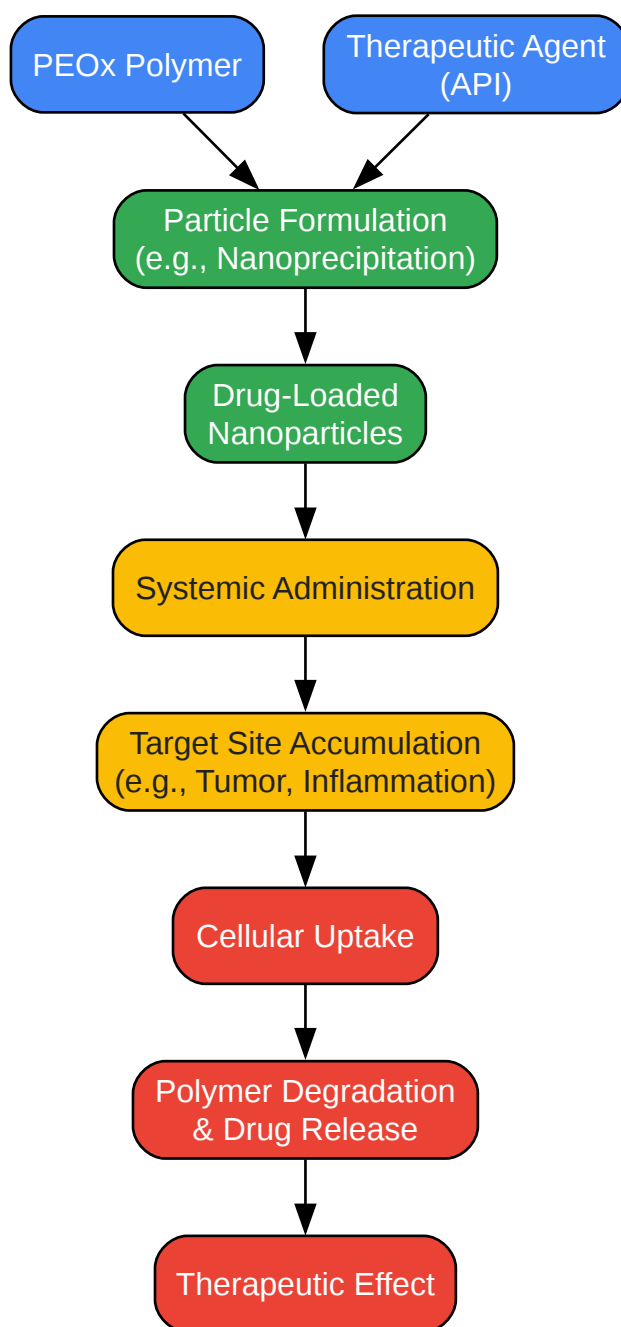 PEOx Polymer
Therapeutic Agent
(API)
Particle Formulation
(e.g., Nanoprecipitation)
Drug-Loaded
Nanoparticles
Systemic Administration
Target Site Accumulation
(e.g., Tumor, Inflammation)
Cellular Uptake
Polymer Degradation
& Drug Release
Therapeutic Effect